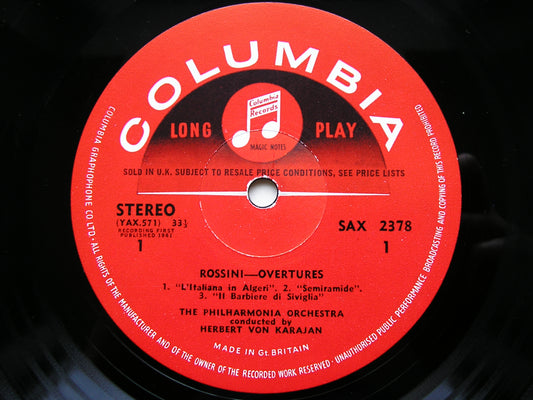 COLUMBIA
Columbia
Records
LONG PLAY
MAGIC NOTES
SOLD IN U.K. SUBJECT TO RESALE PRICE CONDITIONS, SEE PRICE LISTS
STEREO
(YAX.571) 33⅓
RECORDING FIRST
PUBLISHED 1961
1
SAX 2378
1
ROSSINI—OVERTURES
1. "L'Italiana in Algeri". 2. "Semiramide".
3. "Il Barbiere di Siviglia"
THE PHILHARMONIA ORCHESTRA
conducted by
HERBERT VON KARAJAN
MADE IN Gt. BRITAIN
COLUMBIA GRAPHOPHONE CO LTD. ALL RIGHTS OF THE MANUFACTURER AND OF THE OWNER OF THE RECORDED WORK RESERVED. UNAUTHORISED PUBLIC PERFORMANCE BROADCASTING AND COPYING OF THIS RECORD PROHIBITED